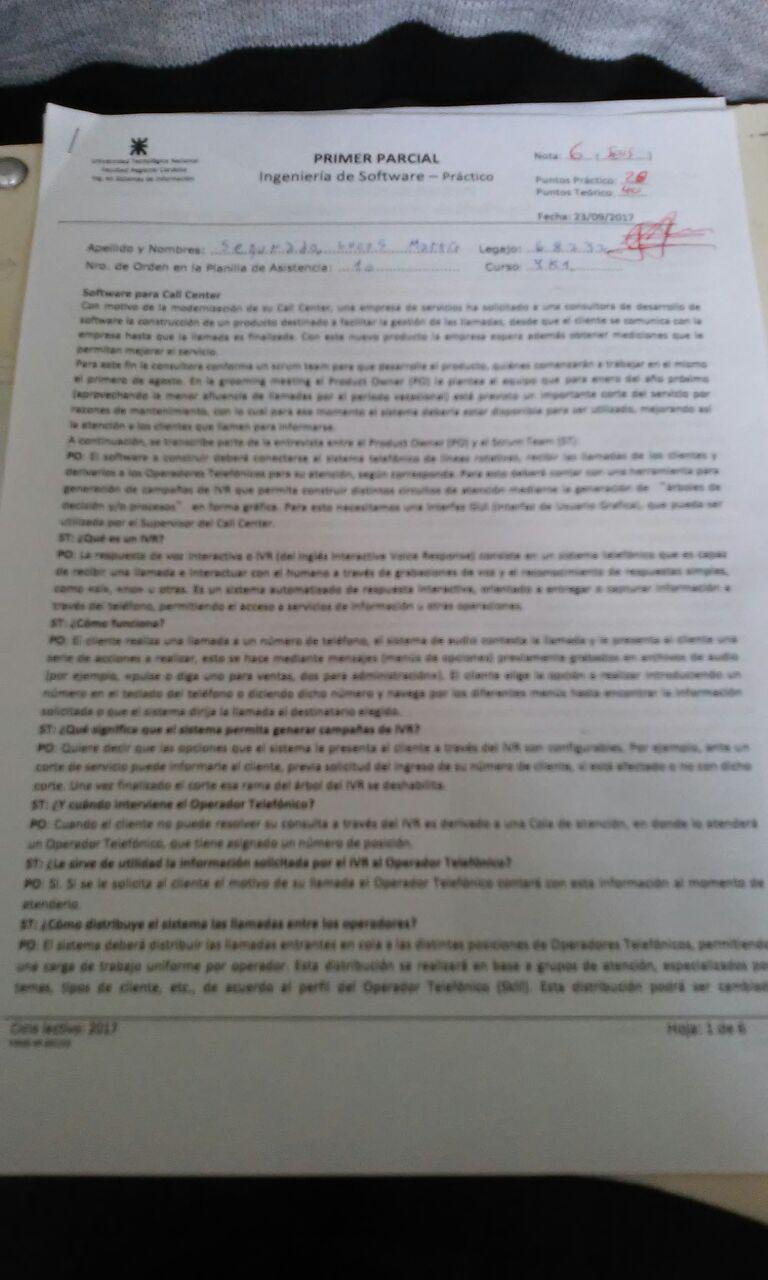 Universidad Tecnológica Nacional
Facultad Regional Córdoba
Ing. en Sistemas de Información
PRIMER PARCIAL
Ingeniería de Software – Práctico
Nota: 6 ( Seis )
Puntos Práctico: 20
Puntos Teórico: 40
Fecha: 23/09/2017
Apellido y Nombres: Segurado, Legajo: 68232
Nro. de Orden en la Planilla de Asistencia: 10 Curso: 4K1
Software para Call Center
Con motivo de la modernización de su Call Center, una empresa de servicios ha solicitado a una consultora de desarrollo de
software la construcción de un producto destinado a facilitar la gestión de las llamadas, desde que el cliente se comunica con la
empresa hasta que la llamada es finalizada. Con este nuevo producto la empresa espera además obtener mediciones que le
permitan mejorar el servicio.
Para este fin la consultora conforma un scrum team para que desarrolle el producto, quiénes comenzarán a trabajar en el mismo
el primero de agosto. En la grooming meeting el Product Owner (PO) le plantea al equipo que para enero del año próximo
(aprovechando la menor afluencia de llamadas por el período vacacional) está previsto un importante corte del servicio por
razones de mantenimiento, con lo cual para ese momento el sistema debería estar disponible para ser utilizado, mejorando así
la atención a los clientes que llamen para informarse.
A continuación, se transcribe parte de la entrevista entre el Product Owner (PO) y el Scrum Team (ST):
PO: El software a construir deberá conectarse al sistema telefónico de líneas rotativas, recibir las llamadas de los clientes y
derivarlos a los Operadores Telefónicos para su atención, según corresponda. Para esto deberá contar con una herramienta para
generación de campañas de IVR que permita construir distintos circuitos de atención mediante la generación de "árboles de
decisión y/o procesos" en forma gráfica. Para esto necesitamos una interfaz GUI (Interfaz de Usuario Gráfica), que pueda ser
utilizada por el Supervisor del Call Center.
ST: ¿Qué es un IVR?
PO: La respuesta de voz interactiva o IVR (del inglés Interactive Voice Response) consiste en un sistema telefónico que es capaz
de recibir una llamada e interactuar con el humano a través de grabaciones de voz y el reconocimiento de respuestas simples,
como «sí», «no» u otras. Es un sistema automatizado de respuesta interactiva, orientado a entregar o capturar información a
través del teléfono, permitiendo el acceso a servicios de información u otras operaciones.
ST: ¿Cómo funciona?
PO: El cliente realiza una llamada a un número de teléfono, el sistema de audio contesta la llamada y le presenta al cliente una
serie de acciones a realizar, esto se hace mediante mensajes (menús de opciones) previamente grabados en archivos de audio
(por ejemplo, «pulse o diga uno para ventas, dos para administración»). El cliente elige la opción a realizar introduciendo un
número en el teclado del teléfono o diciendo dicho número y navega por los diferentes menús hasta encontrar la información
solicitada o que el sistema dirija la llamada al destinatario elegido.
ST: ¿Qué significa que el sistema permita generar campañas de IVR?
PO: Quiere decir que las opciones que el sistema le presenta al cliente a través del IVR son configurables. Por ejemplo, ante un
corte de servicio puede informarle al cliente, previa solicitud del ingreso de su número de cliente, si está afectado o no con dicho
corte. Una vez finalizado el corte esa rama del árbol del IVR se deshabilita.
ST: ¿Y cuándo interviene el Operador Telefónico?
PO: Cuando el cliente no puede resolver su consulta a través del IVR es derivado a una Cola de atención, en donde lo atenderá
un Operador Telefónico, que tiene asignado un número de posición.
ST: ¿Le sirve de utilidad la información solicitada por el IVR al Operador Telefónico?
PO: Sí. Si se le solicita al cliente el motivo de su llamada el Operador Telefónico contará con esta información al momento de
atenderlo.
ST: ¿Cómo distribuye el sistema las llamadas entre los operadores?
PO: El sistema deberá distribuir las llamadas entrantes en cola a las distintas posiciones de Operadores Telefónicos, permitiendo
una carga de trabajo uniforme por operador. Esta distribución se realizará en base a grupos de atención, especializados po
temas, tipos de cliente, etc., de acuerdo al perfil del Operador Telefónico (Skill). Esta distribución podrá ser cambiad
Ciclo lectivo: 2017
Hoja: 1 de 6